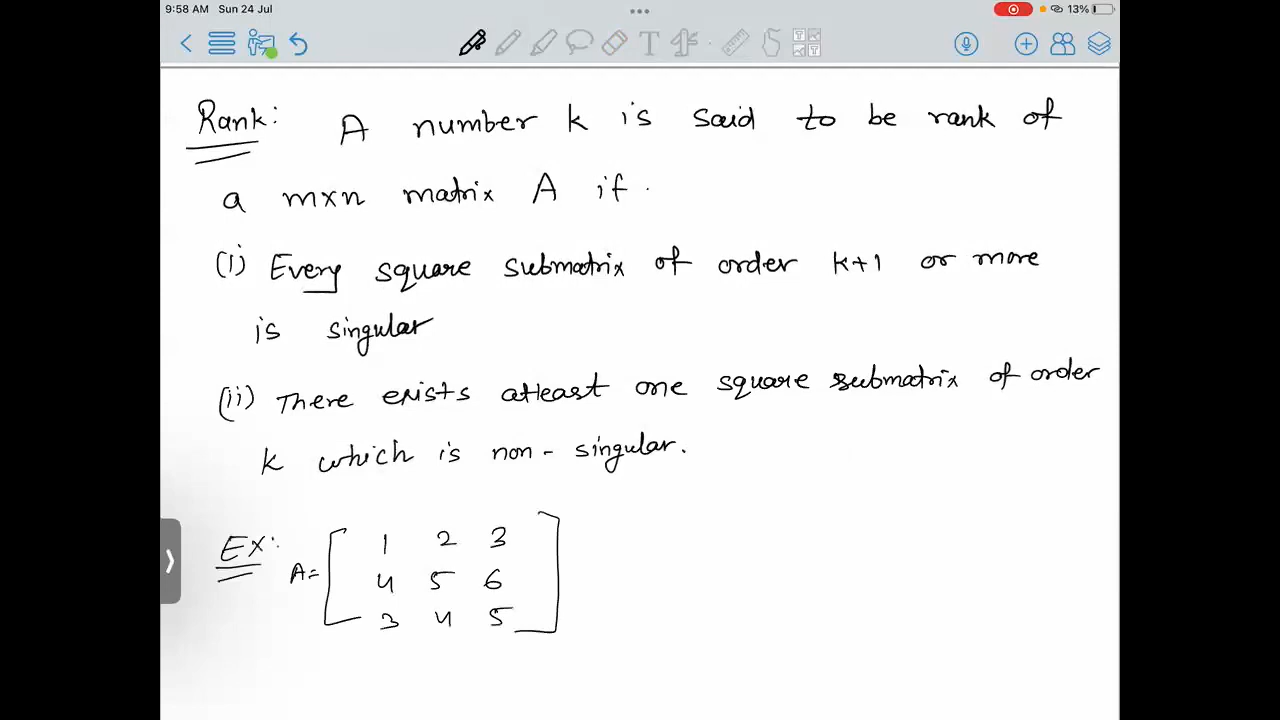 9:58 AM Sun 24 Jul
13%
Rank: A number k is said to be rank of
a mxn matrix A if.
(i) Every square submatrix of order k+1 or more
is singular
(ii) There exists atleast one square submatrix of order
k which is non-singular.
Ex:
A= [ 1 2 3
4 5 6
3 4 5 ]